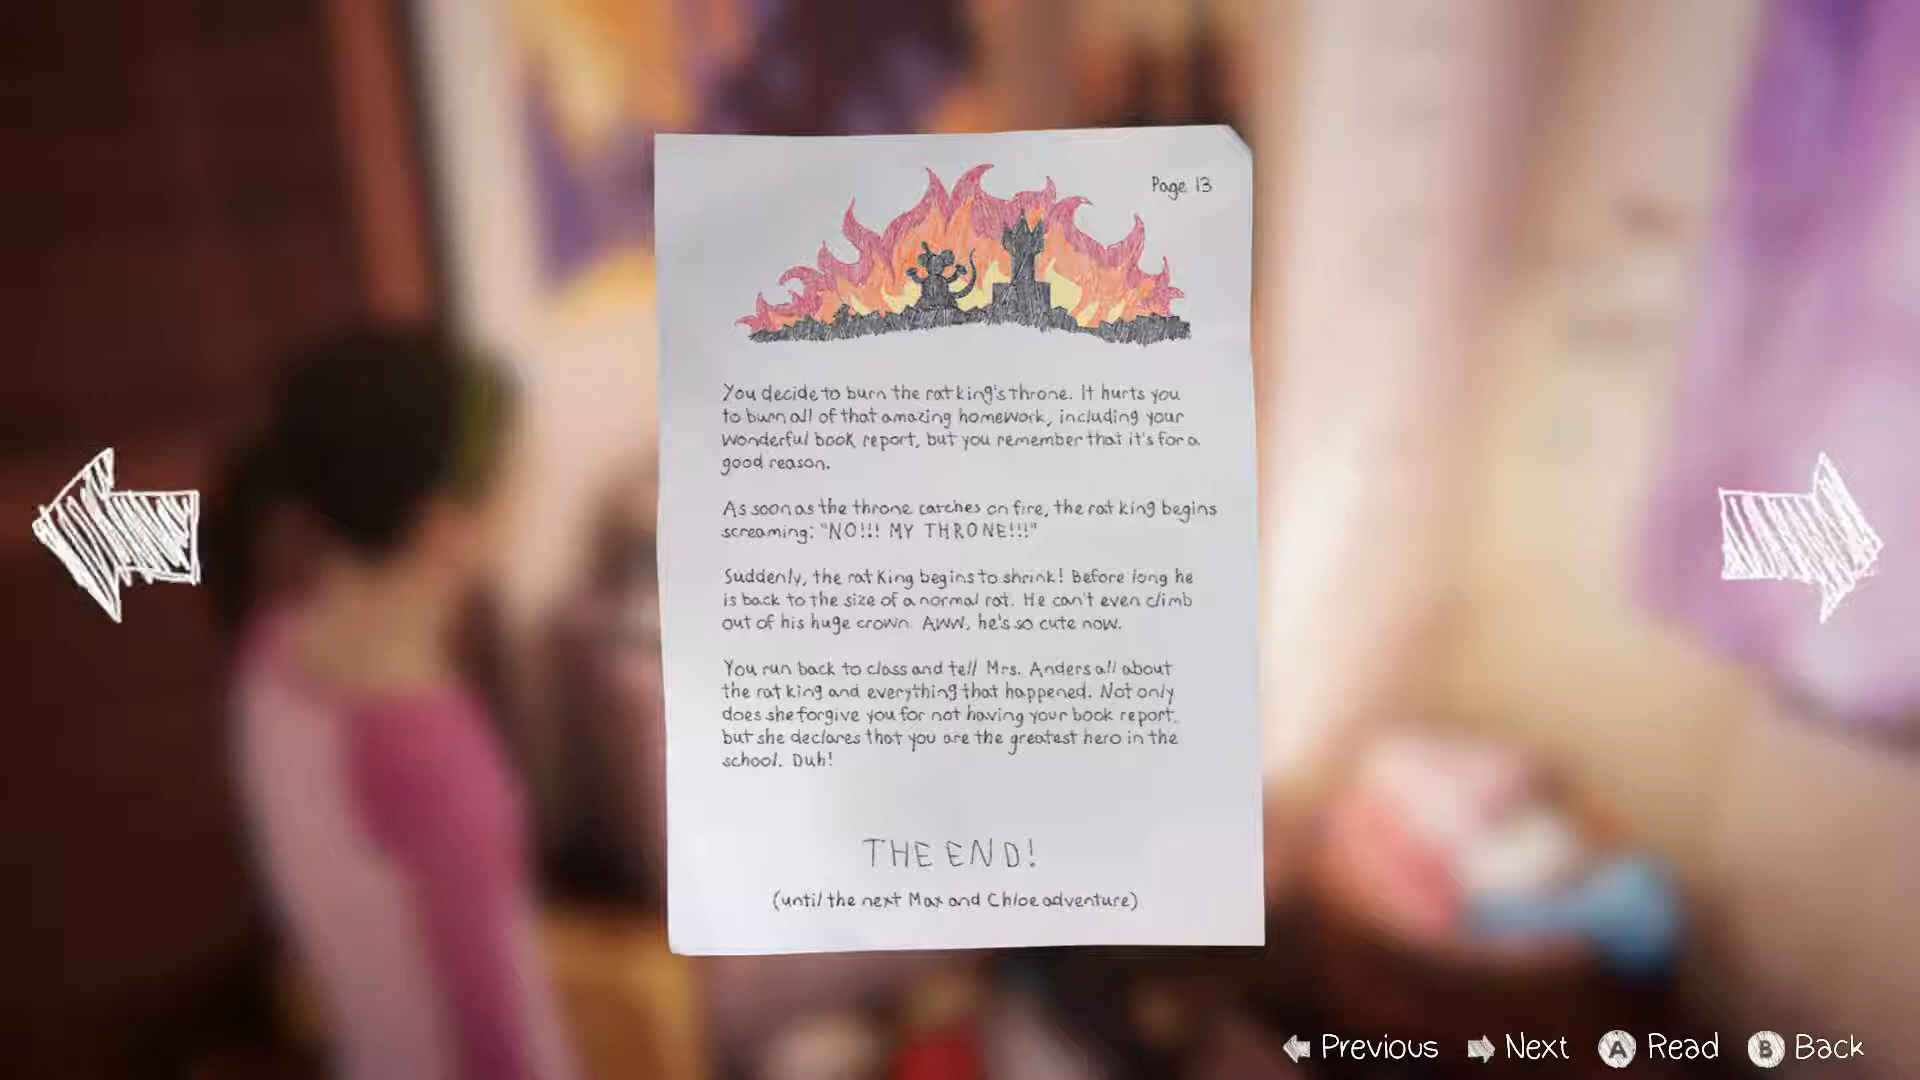 Page 13
You decide to burn the rat king's throne. It hurts you
to burn all of that amazing homework, including your
wonderful book report, but you remember that it's for a
good reason.
As soon as the throne catches on fire, the rat king begins
screaming: "NO!!! MY THRONE!!!"
Suddenly, the rat king begins to shrink! Before long he
is back to the size of a normal rat. He can't even climb
out of his huge crown. AWW, he's so cute now.
You run back to class and tell Mrs. Anders all about
the rat king and everything that happened. Not only
does she forgive you for not having your book report,
but she declares that you are the greatest hero in the
school. Duh!
THE END!
(until the next Max and Chloe adventure)
Previous Next A Read B Back